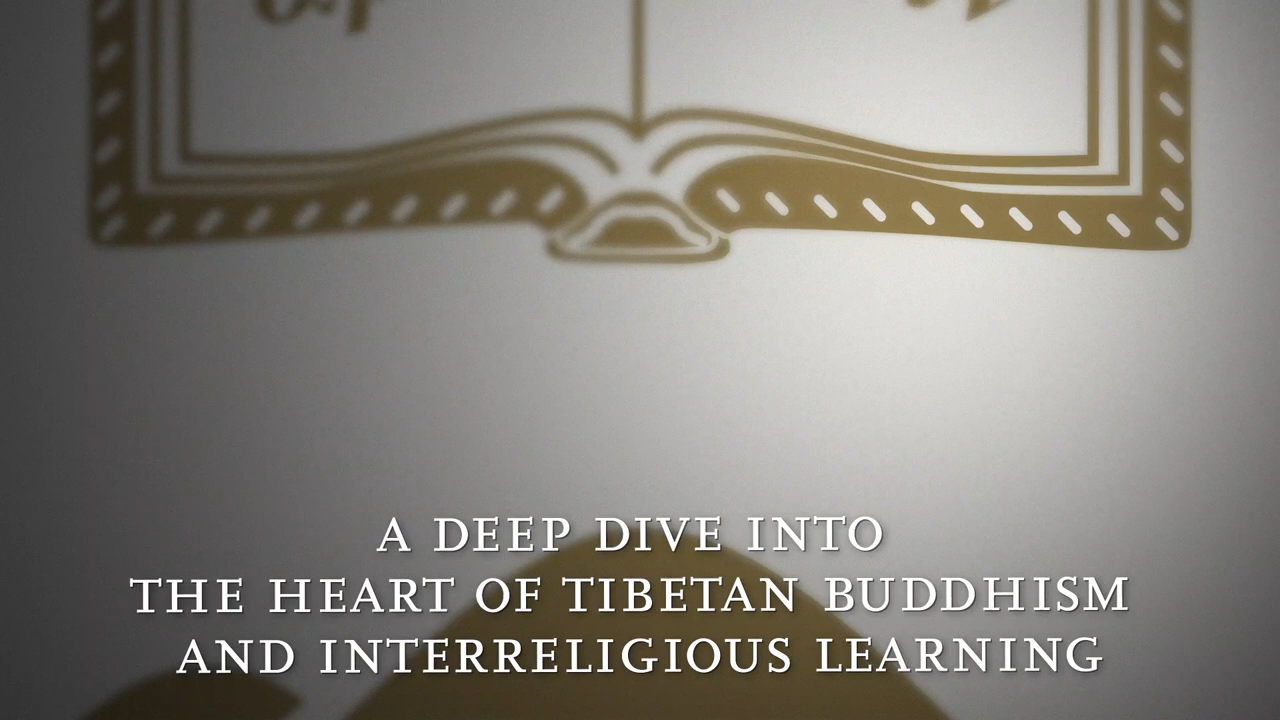 A DEEP DIVE INTO
THE HEART OF TIBETAN BUDDHISM
AND INTERRELIGIOUS LEARNING